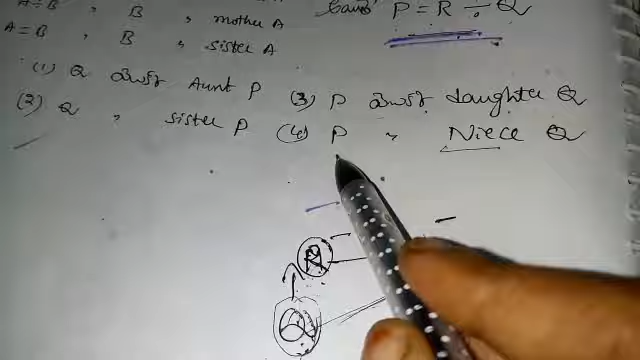 A÷B " B " mother A
P = R ÷ Q
A=B " B " sister A
(1) Q Aunt P (3) P daughter Q
(2) Q " sister P (4) P " Niece Q
R
Q